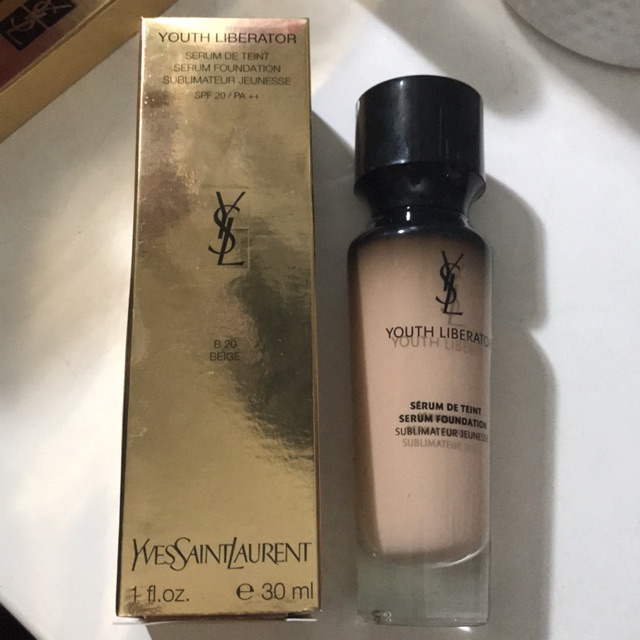 YOUTH LIBERATOR
SERUM DE TEINT
SERUM FOUNDATION
SUBLIMATEUR JEUNESSE
SPF 20 / PA ++
YSL
B 20
BEIGE
YVESSAINTLAURENT
1 fl.oz. e 30 ml
YSL
YOUTH LIBERATOR
SÉRUM DE TEINT
SERUM FOUNDATION
SUBLIMATEUR JEUNESSE